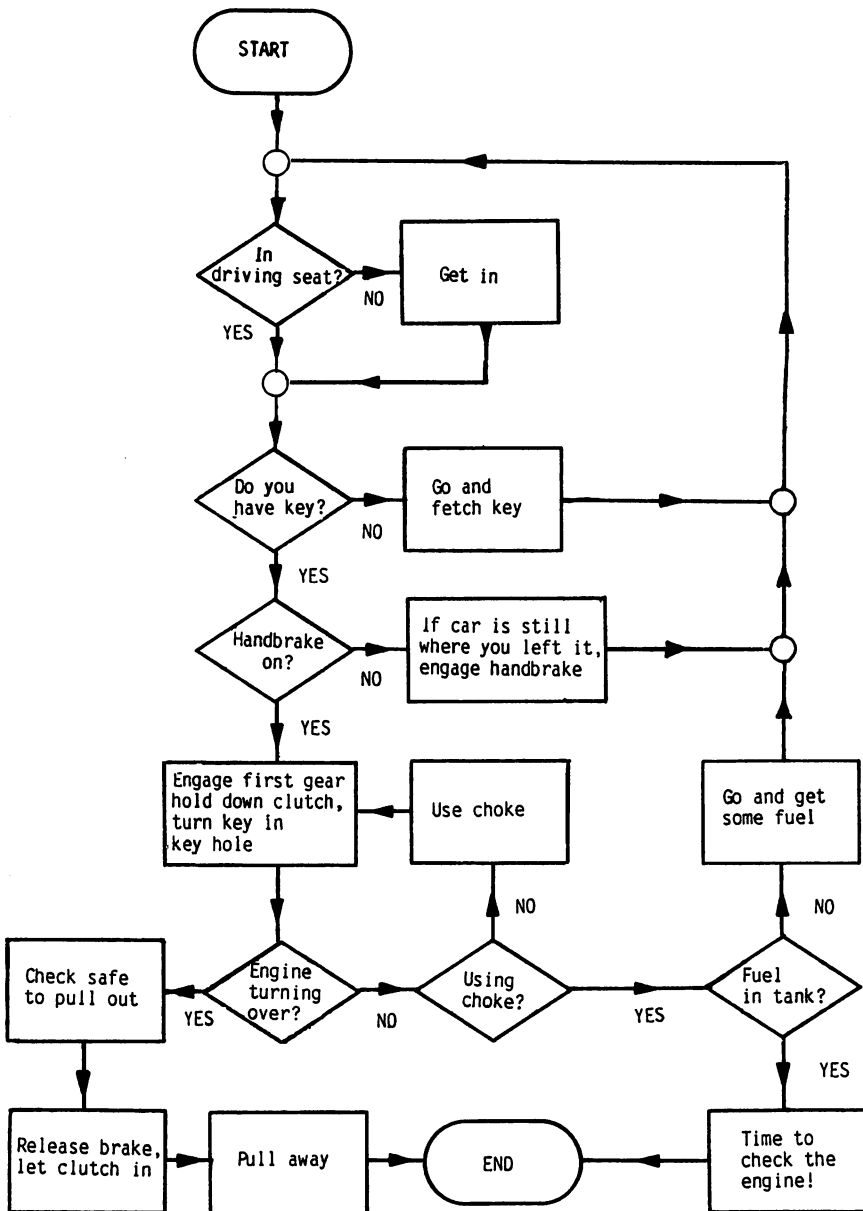 START
In
driving seat?
NO
Get in
YES
Do you
have key?
NO
Go and
fetch key
YES
Handbrake
on?
NO
If car is still
where you left it,
engage handbrake
YES
Engage first gear
hold down clutch,
turn key in
key hole
Use choke
Go and get
some fuel
NO
NO
Check safe
to pull out
YES
Engine
turning
over?
NO
Using
choke?
YES
Fuel
in tank?
YES
Release brake,
let clutch in
Pull away
END
Time to
check the
engine!